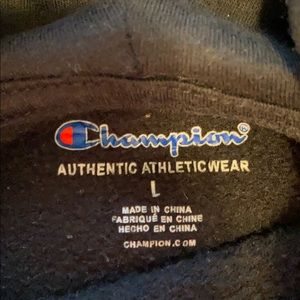 Champion®
AUTHENTIC ATHLETICWEAR
L
MADE IN CHINA
FABRIQUÉ EN CHINE
HECHO EN CHINA
CHAMPION.COM